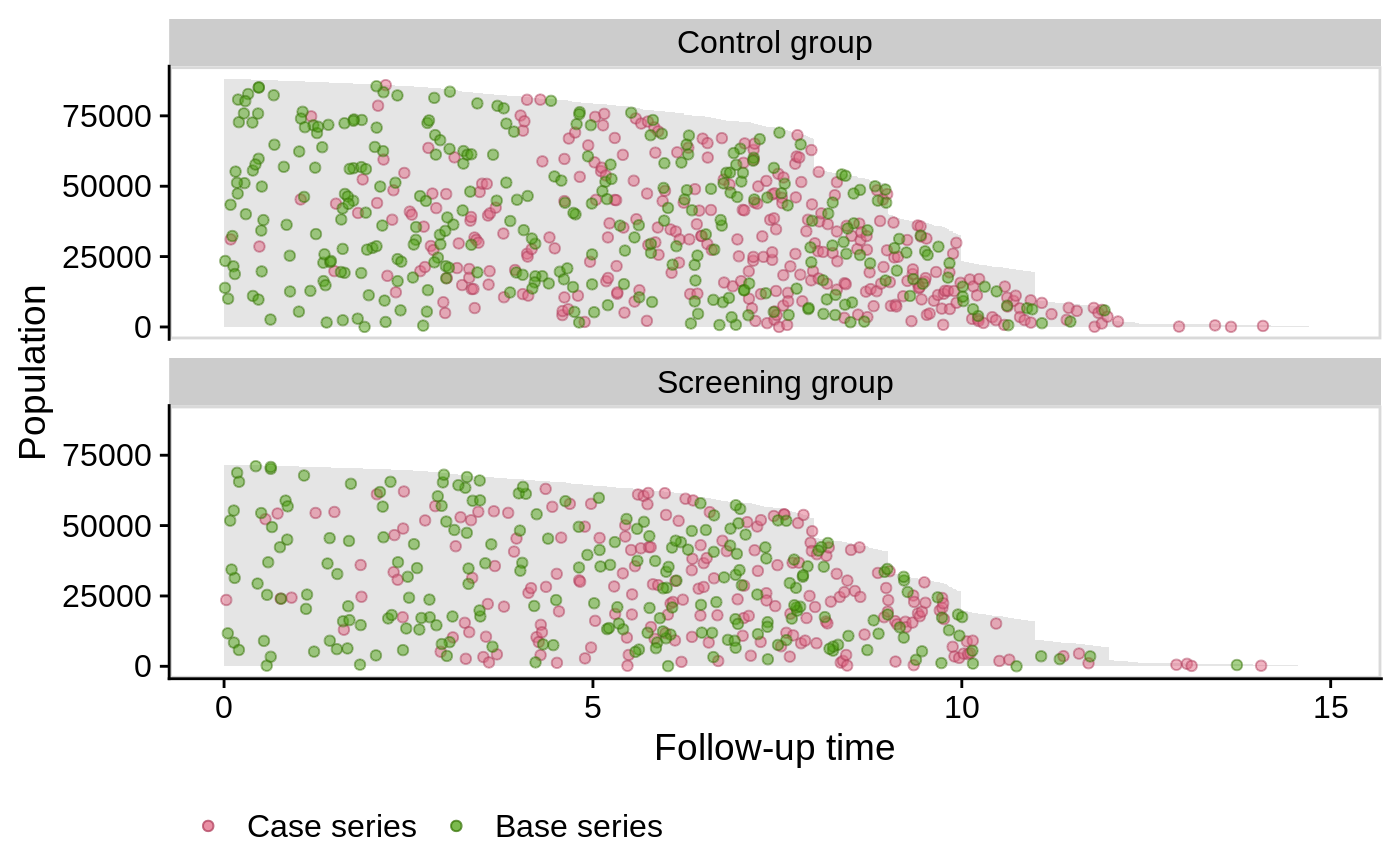 Control group
75000
50000
25000
0
Screening group
75000
50000
25000
0
Population
0 5 10 15
Follow-up time
Case series Base series